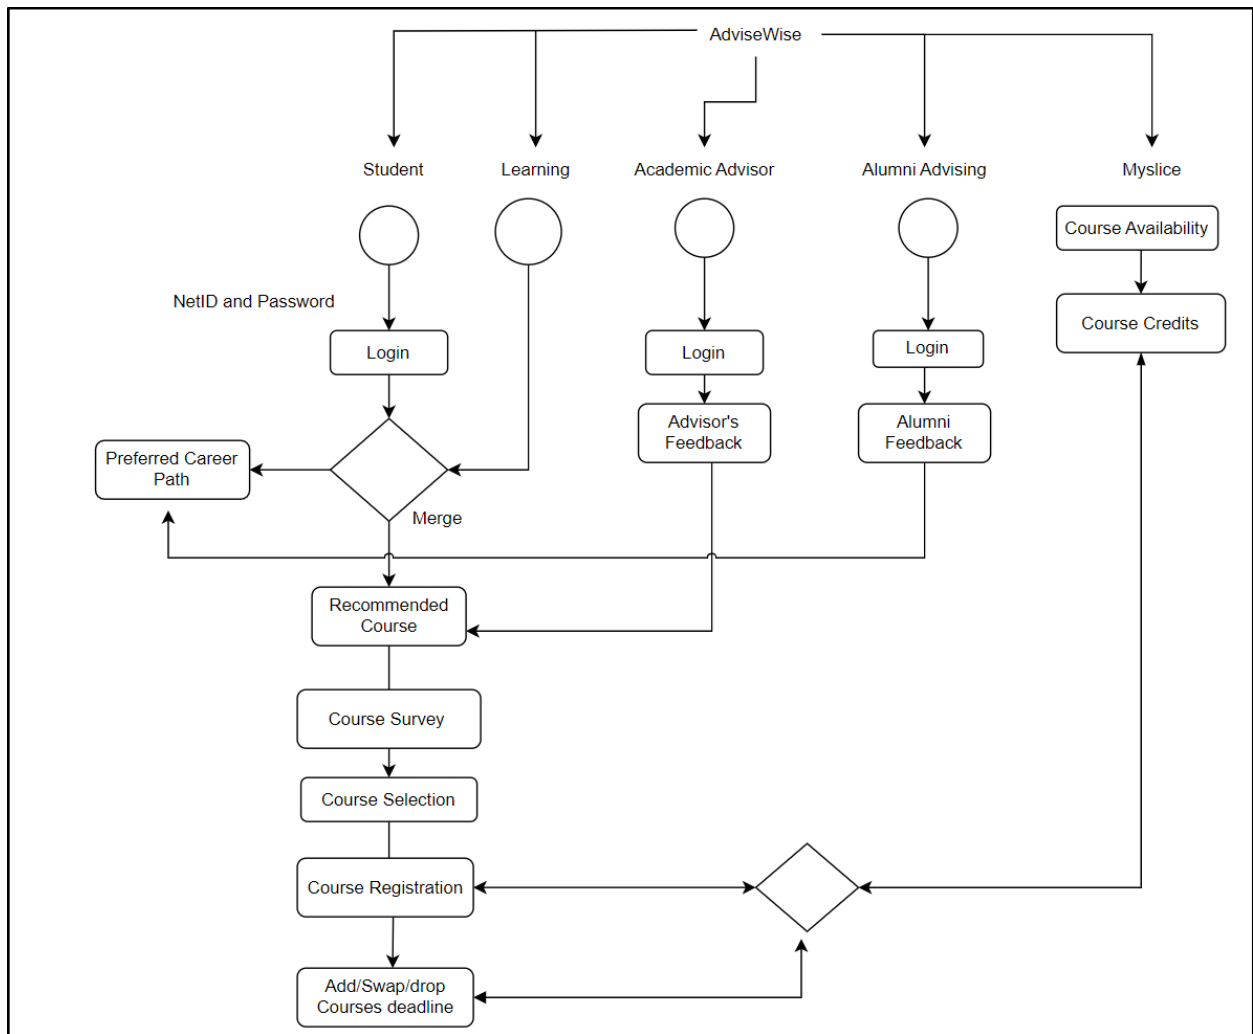 AdviseWise
Student
Learning
Academic Advisor
Alumni Advising
Myslice
Course Availability
NetID and Password
Course Credits
Login
Login
Login
Advisor's
Feedback
Alumni
Feedback
Preferred Career
Path
Merge
Recommended
Course
Course Survey
Course Selection
Course Registration
Add/Swap/drop
Courses deadline